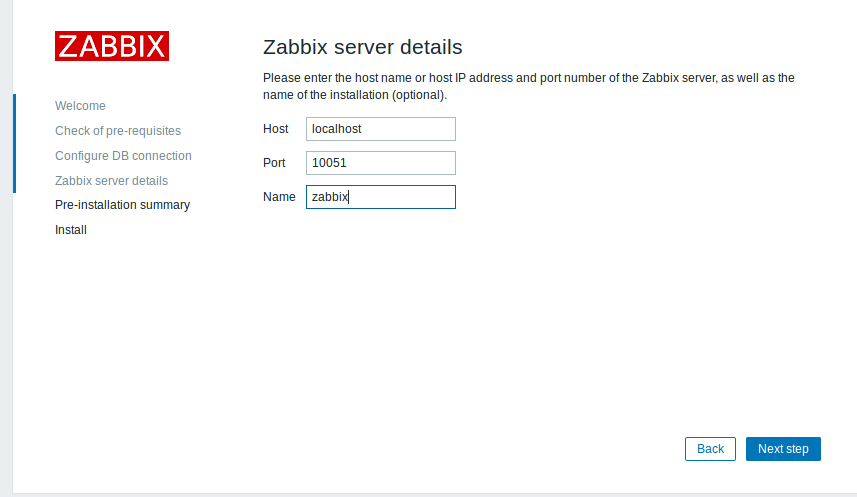 ZABBIX
Welcome
Check of pre-requisites
Configure DB connection
Zabbix server details
Pre-installation summary
Install
Zabbix server details
Please enter the host name or host IP address and port number of the Zabbix server, as well as the
name of the installation (optional).
Host localhost
Port 10051
Name zabbix
Back Next step